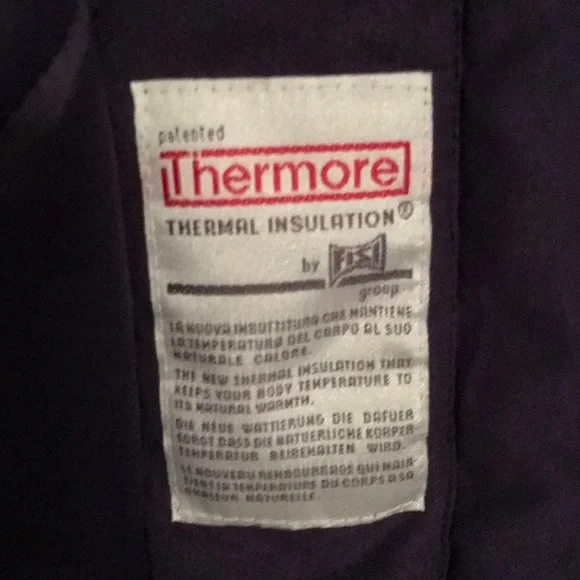 patented
Thermore
THERMAL INSULATION®
by FISI
group
LA NUOVA IMBOTTITURA CHE MANTIENE
LA TEMPERATURA DEL CORPO AL SUO
NATURALE CALORE.
THE NEW THERMAL INSULATION THAT
KEEPS YOUR BODY TEMPERATURE TO
ITS NATURAL WARMTH.
DIE NEUE WATTIERUNG DIE DAFUER
SORGT DASS DIE NATUERLICHE KORPER-
TEMPERATUR BEIBEHALTEN WIRD.
LE NOUVEAU REMBOURRAGE QUI MAIN-
TIENT LA TEMPERATURE DU CORPS A SA
CHALEUR NATURELLE.